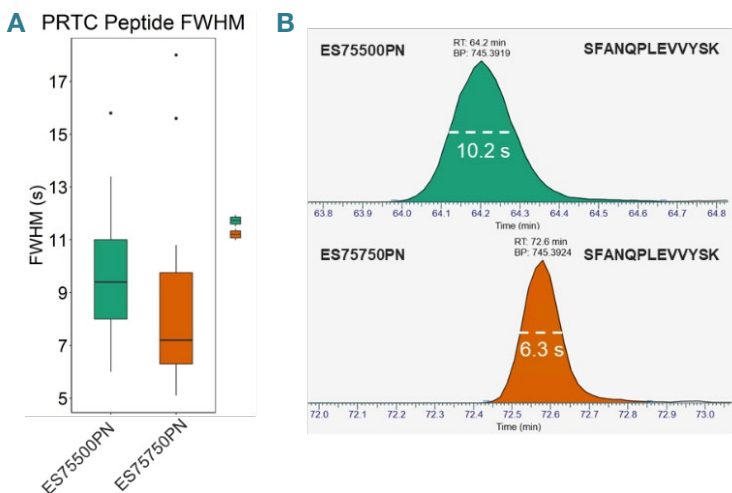 A
PRTC Peptide FWHM
FWHM (s)
17
15
13
11
9
7
5
ES75500PN
ES75750PN
B
ES75500PN
RT: 64.2 min
BP: 745.3919
SFANQPLEVVYSK
10.2 s
63.8 63.9 64.0 64.1 64.2 64.3 64.4 64.5 64.6 64.7 64.8
Time (min)
ES75750PN
RT: 72.6 min
BP: 745.3924
SFANQPLEVVYSK
6.3 s
72.0 72.1 72.2 72.3 72.4 72.5 72.6 72.7 72.8 72.9 73.0
Time (min)